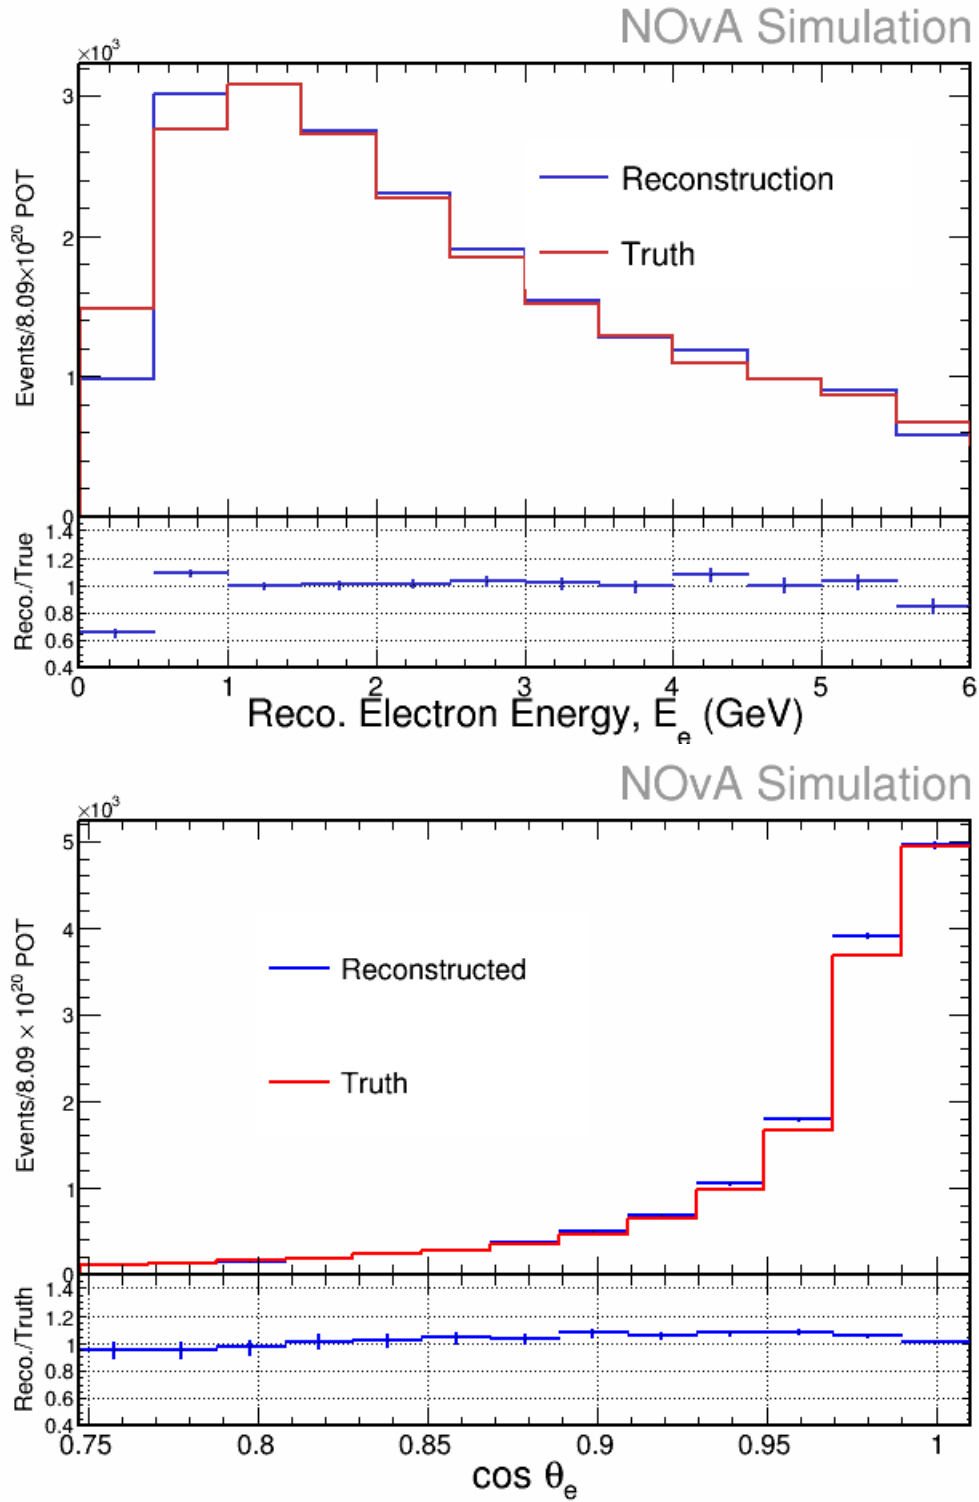 NOvA Simulation
×10³
3
2
1
0
Events/8.09×10²⁰ POT
Reconstruction
Truth
1.4
1.2
1
0.8
0.6
0.4
Reco./True
0 1 2 3 4 5 6
Reco. Electron Energy, Eₑ (GeV)
NOvA Simulation
×10³
5
4
3
2
1
0
Events/8.09 × 10²⁰ POT
Reconstructed
Truth
1.4
1.2
1
0.8
0.6
0.4
Reco./Truth
0.75 0.8 0.85 0.9 0.95 1
cos θₑ